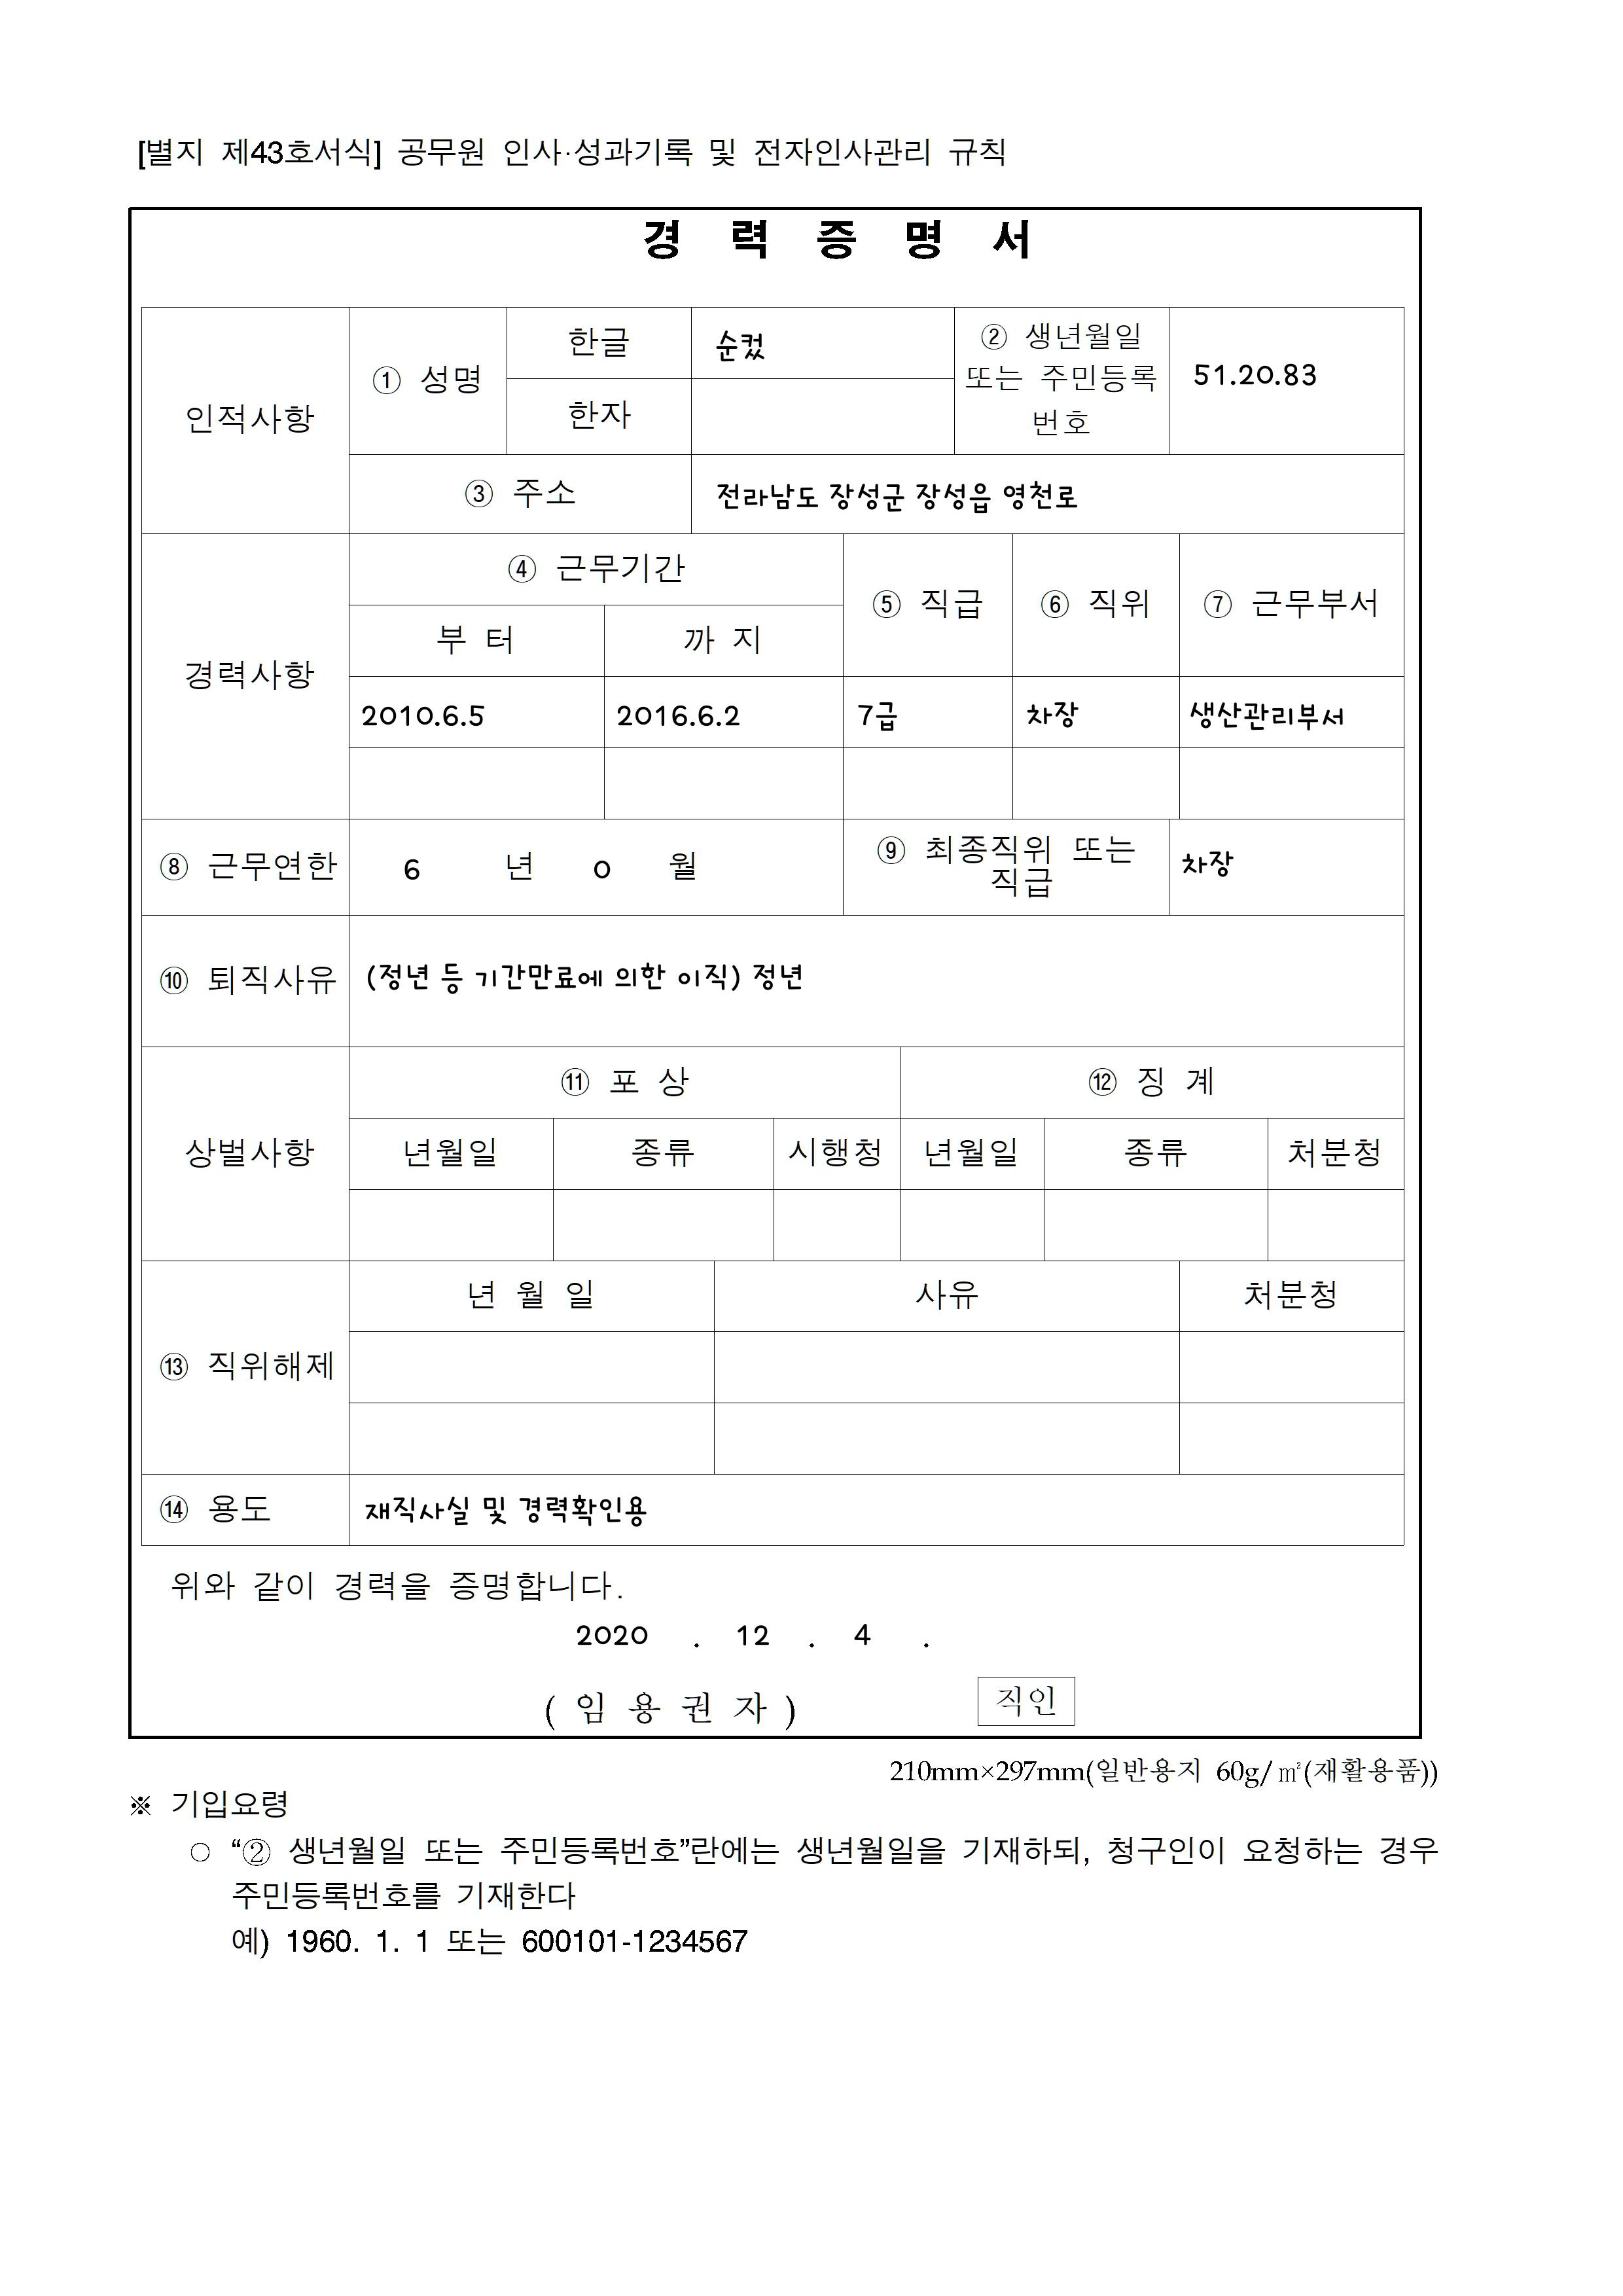 [별지 제43호서식] 공무원 인사·성과기록 및 전자인사관리 규칙
경 력 증 명 서
인적사항
① 성명
한글
순컸
② 생년월일
또는 주민등록
번호
51.20.83
한자
③ 주소
전라남도 장성군 장성읍 영천로
경력사항
④ 근무기간
⑤ 직급
⑥ 직위
⑦ 근무부서
부 터
까 지
2010.6.5
2016.6.2
7급
차장
생산관리부서
⑧ 근무연한
6 년 0 월
⑨ 최종직위 또는
직급
차장
⑩ 퇴직사유
(정년 등 기간만료에 의한 이직) 정년
상벌사항
⑪ 포 상
⑫ 징 계
년월일
종류
시행청
년월일
종류
처분청
⑬ 직위해제
년 월 일
사유
처분청
⑭ 용도
재직사실 및 경력확인용
위와 같이 경력을 증명합니다.
2020 . 12 . 4 .
( 임 용 권 자 )
직인
210mm×297mm(일반용지 60g/㎡(재활용품))
※ 기입요령
○ “② 생년월일 또는 주민등록번호”란에는 생년월일을 기재하되, 청구인이 요청하는 경우
주민등록번호를 기재한다
예) 1960. 1. 1 또는 600101-1234567